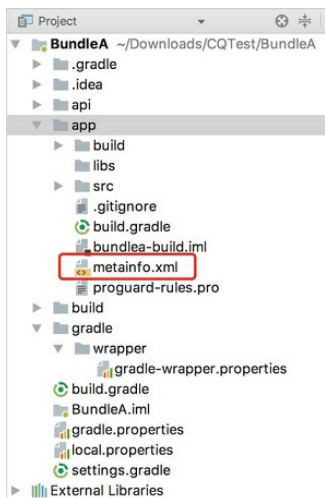 Project
BundleA ~/Downloads/CQTest/BundleA
.gradle
.idea
api
app
build
libs
src
.gitignore
build.gradle
bundlea-build.iml
metainfo.xml
proguard-rules.pro
build
gradle
wrapper
gradle-wrapper.properties
build.gradle
BundleA.iml
gradle.properties
local.properties
settings.gradle
External Libraries